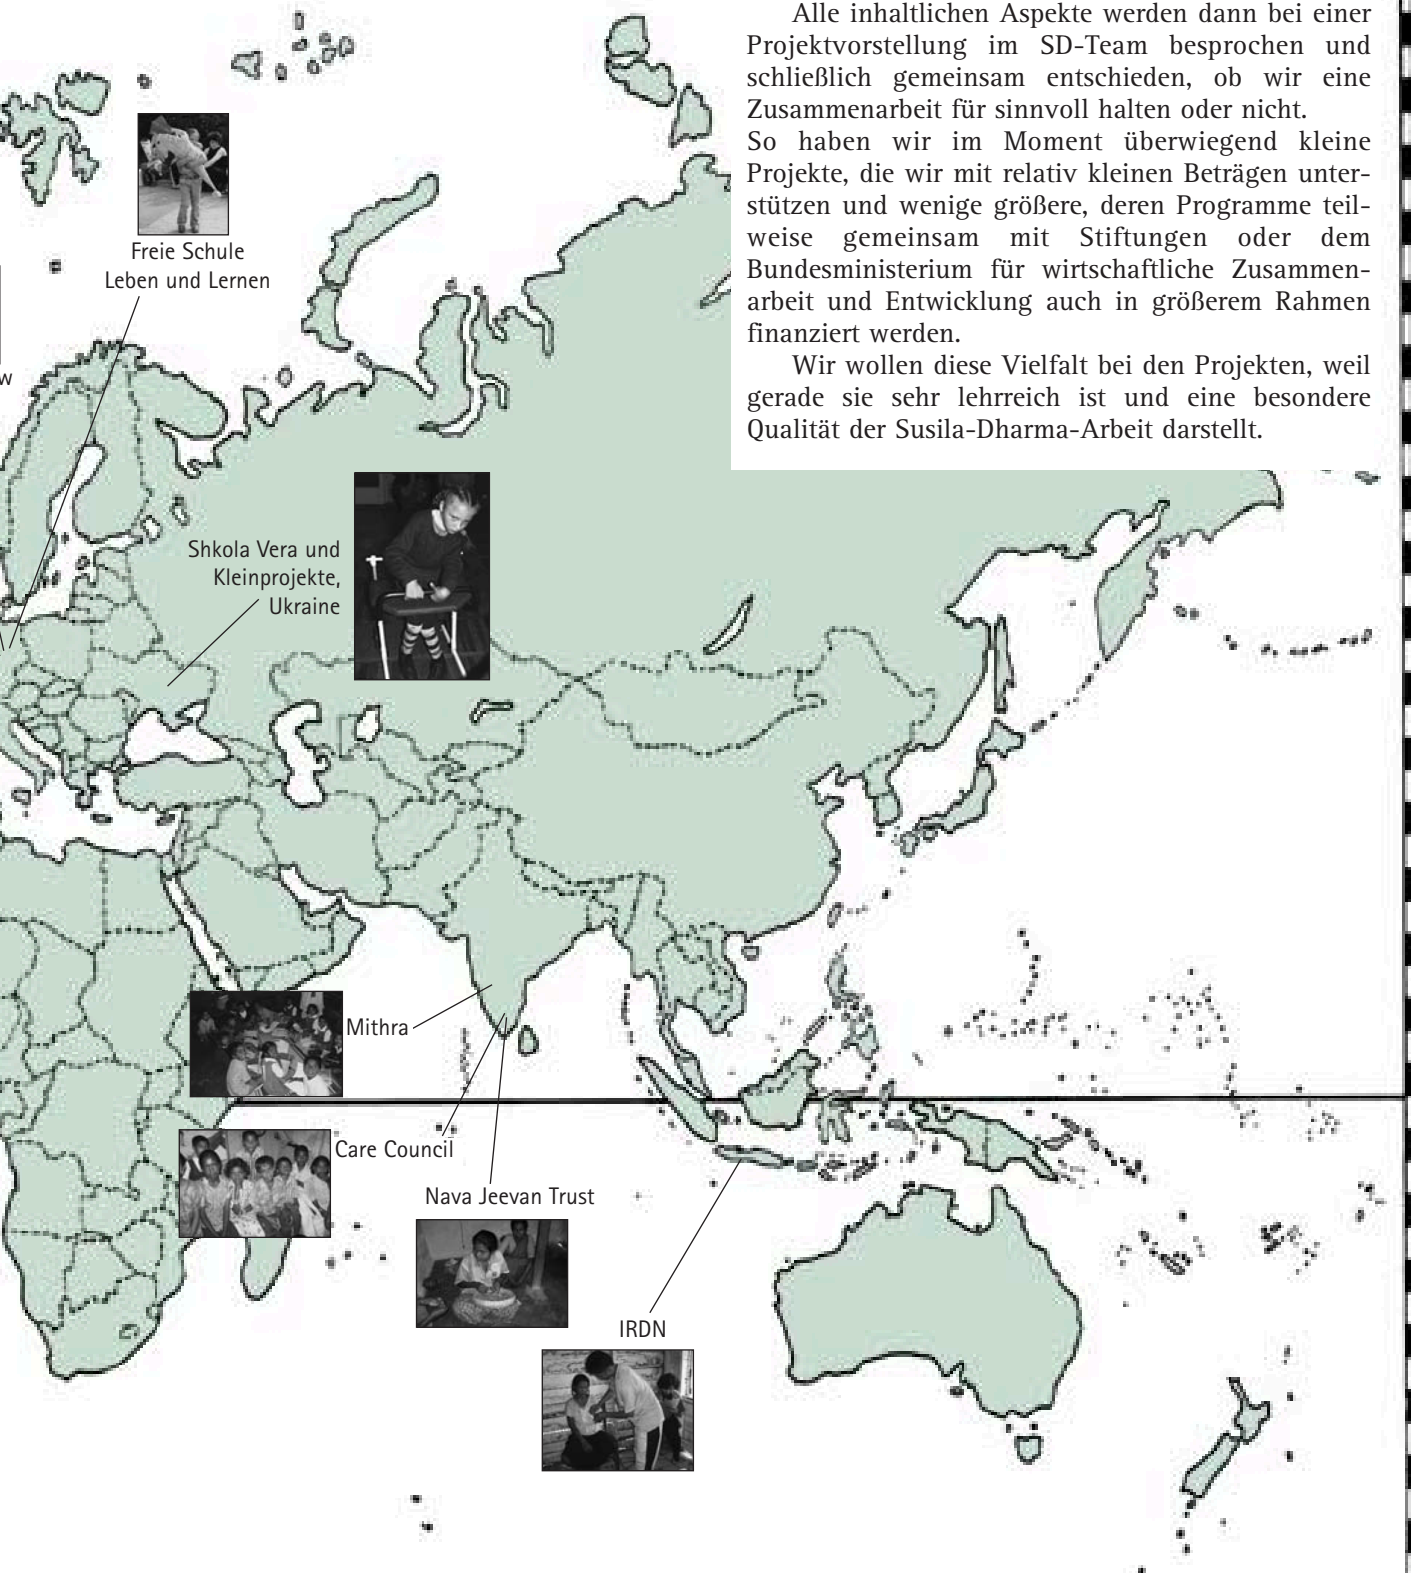 Alle inhaltlichen Aspekte werden dann bei einer
Projektvorstellung im SD-Team besprochen und
schließlich gemeinsam entschieden, ob wir eine
Zusammenarbeit für sinnvoll halten oder nicht.
So haben wir im Moment überwiegend kleine
Projekte, die wir mit relativ kleinen Beträgen unter-
stützen und wenige größere, deren Programme teil-
weise gemeinsam mit Stiftungen oder dem
Bundesministerium für wirtschaftliche Zusammen-
arbeit und Entwicklung auch in größerem Rahmen
finanziert werden.
Wir wollen diese Vielfalt bei den Projekten, weil
gerade sie sehr lehrreich ist und eine besondere
Qualität der Susila-Dharma-Arbeit darstellt.
Freie Schule
Leben und Lernen
w
Shkola Vera und
Kleinprojekte,
Ukraine
Mithra
Care Council
Nava Jeevan Trust
IRDN